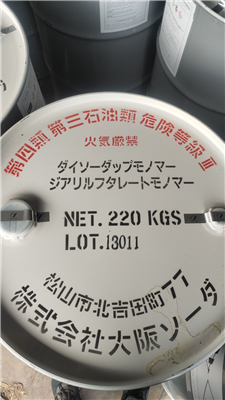 第四類 第三石油類 危険等級Ⅲ
火気厳禁
ダイソーダップモノマー
ジアリルフタレートモノマー
NET. 220 KGS
LOT. 13011
松山市北吉田町77
株式会社大阪ソーダ